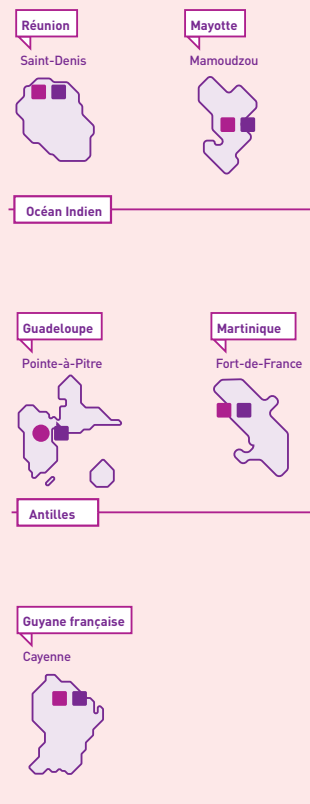 Réunion
Mayotte
Saint-Denis
Mamoudzou
Océan Indien
Guadeloupe
Martinique
Pointe-à-Pitre
Fort-de-France
Antilles
Guyane française
Cayenne